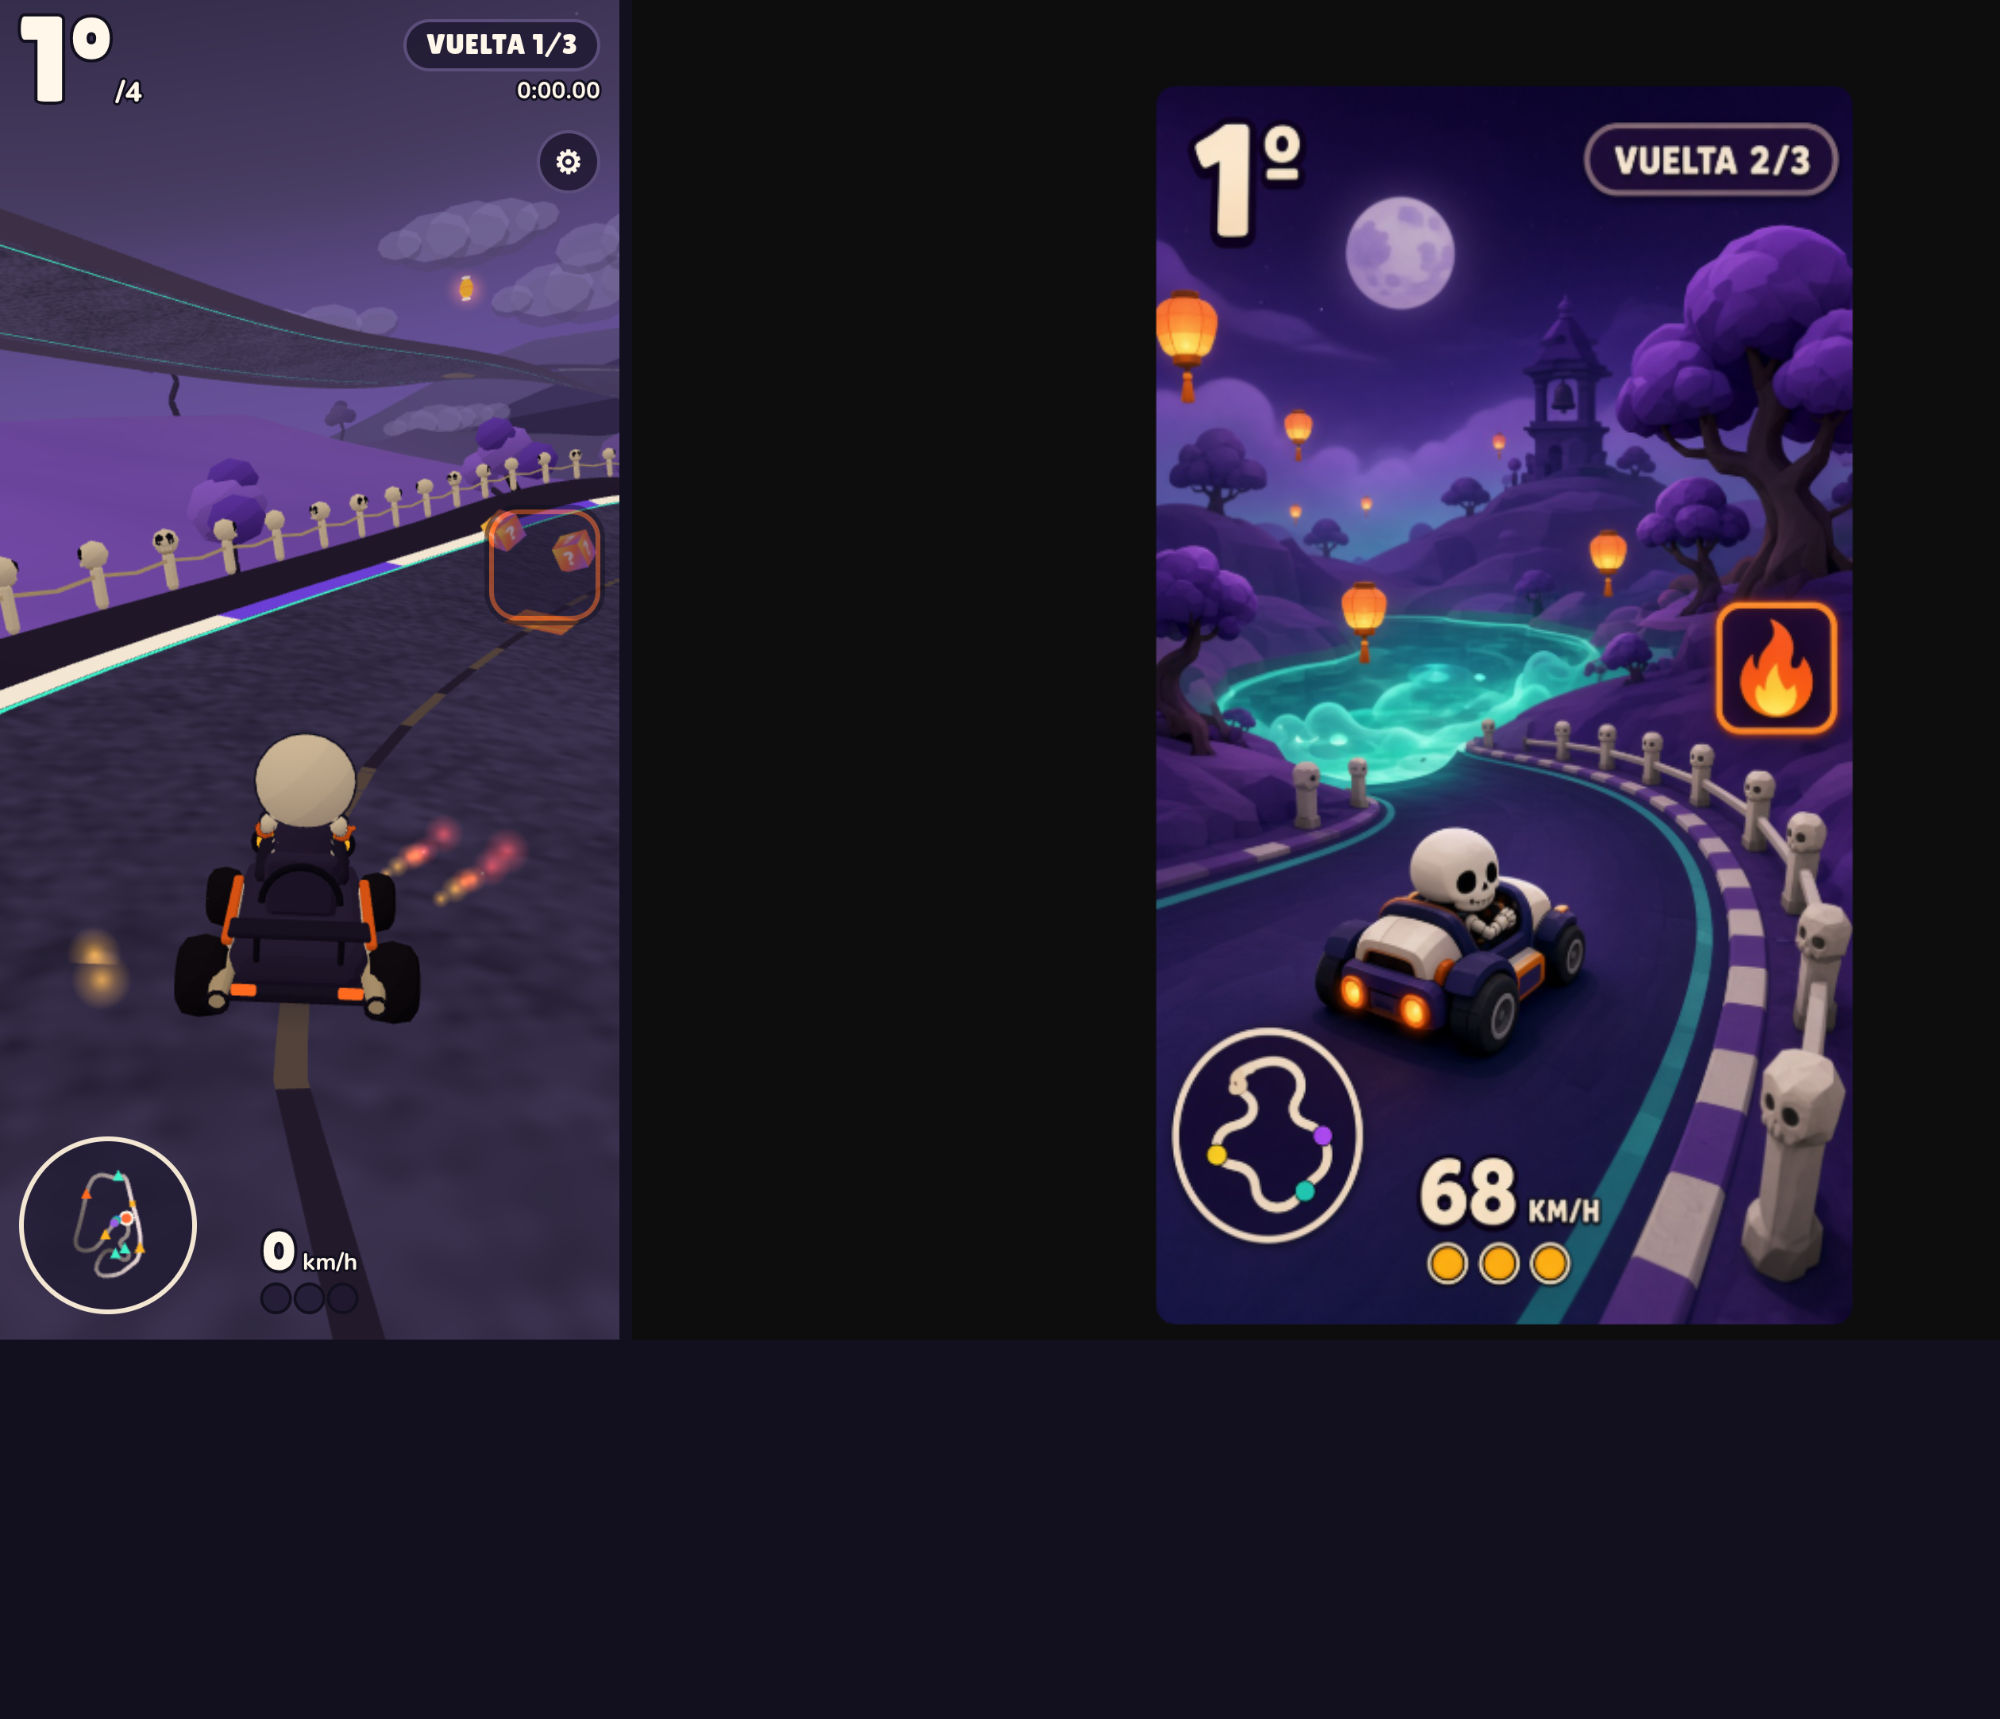 1º
/4
VUELTA 1/3
0:00.00
?
?
0 km/h
1º
VUELTA 2/3
68 KM/H